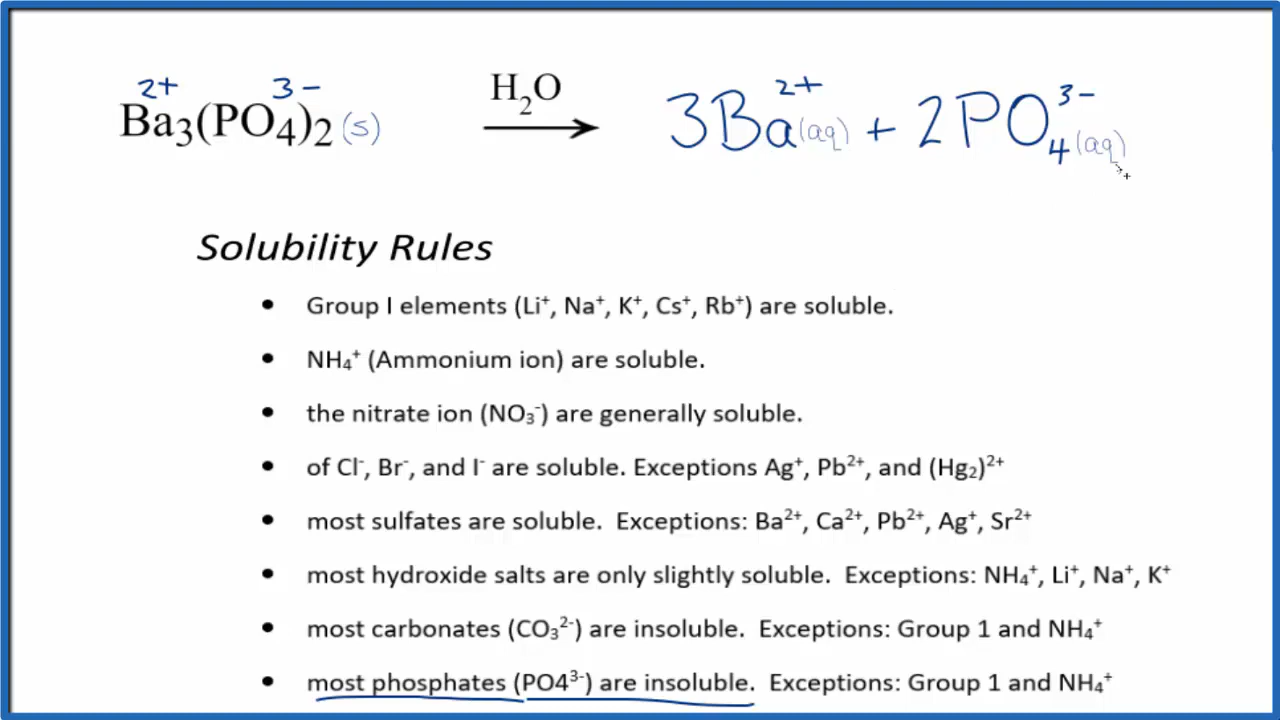 Ba₃(PO₄)₂(s) 2+ 3− H₂O → 3Ba²⁺(aq) + 2PO₄³⁻(aq)
Solubility Rules
• Group I elements (Li⁺, Na⁺, K⁺, Cs⁺, Rb⁺) are soluble.
• NH₄⁺ (Ammonium ion) are soluble.
• the nitrate ion (NO₃⁻) are generally soluble.
• of Cl⁻, Br⁻, and I⁻ are soluble. Exceptions Ag⁺, Pb²⁺, and (Hg₂)²⁺
• most sulfates are soluble. Exceptions: Ba²⁺, Ca²⁺, Pb²⁺, Ag⁺, Sr²⁺
• most hydroxide salts are only slightly soluble. Exceptions: NH₄⁺, Li⁺, Na⁺, K⁺
• most carbonates (CO₃²⁻) are insoluble. Exceptions: Group 1 and NH₄⁺
• most phosphates (PO4³⁻) are insoluble. Exceptions: Group 1 and NH₄⁺